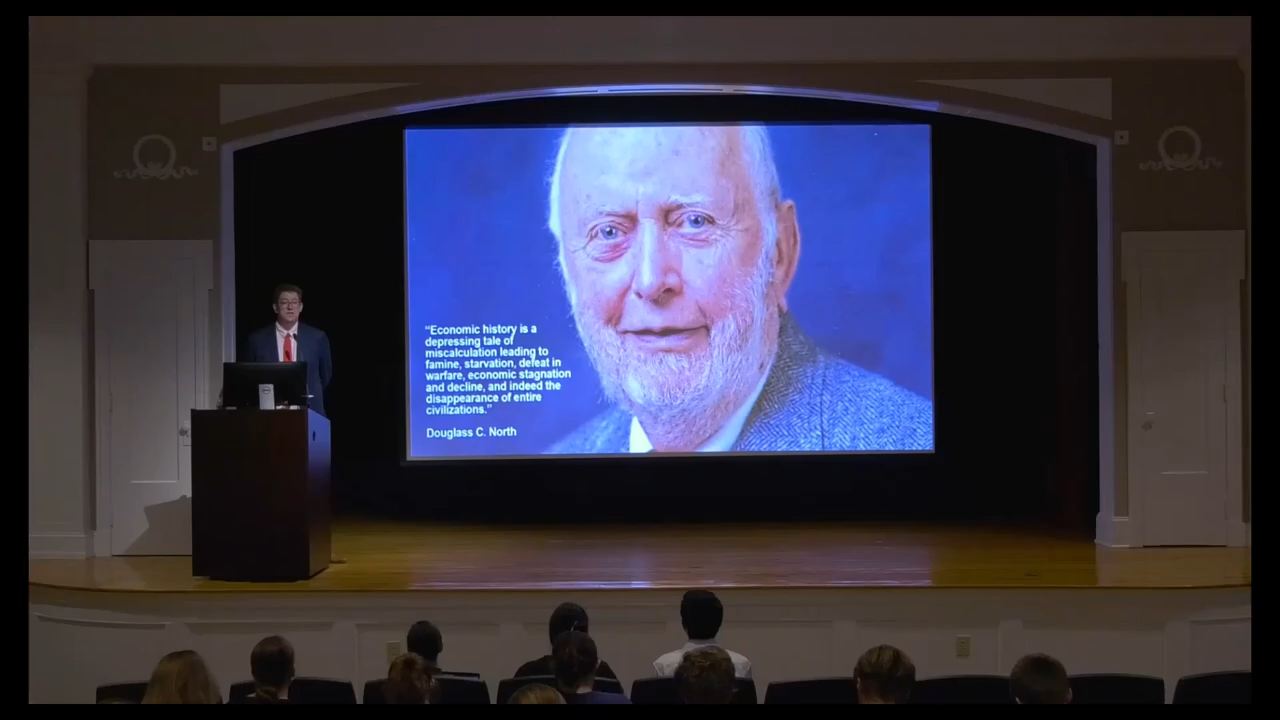 “Economic history is a
depressing tale of
miscalculation leading to
famine, starvation, defeat in
warfare, economic stagnation
and decline, and indeed the
disappearance of entire
civilizations.”
Douglass C. North